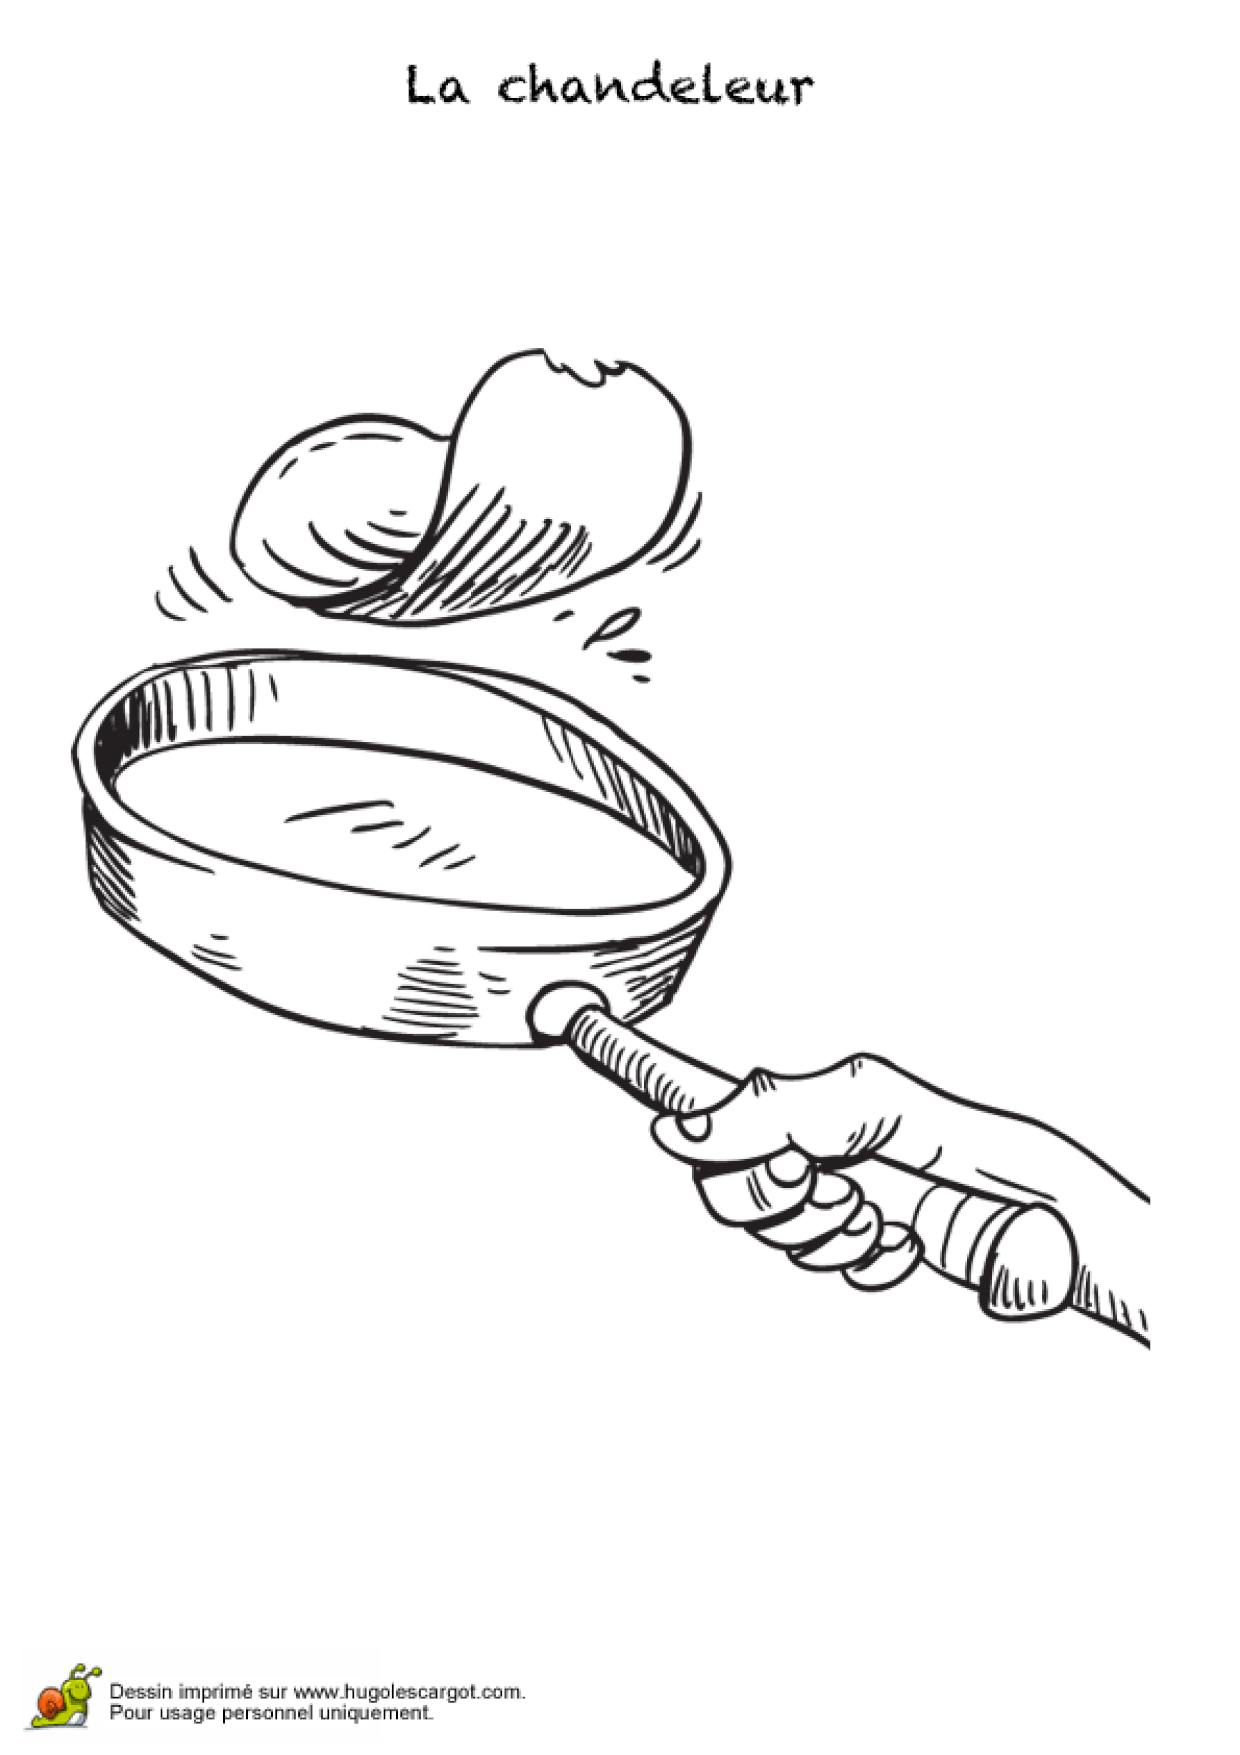 La chandeleur
Dessin imprimé sur www.hugolescargot.com.
Pour usage personnel uniquement.